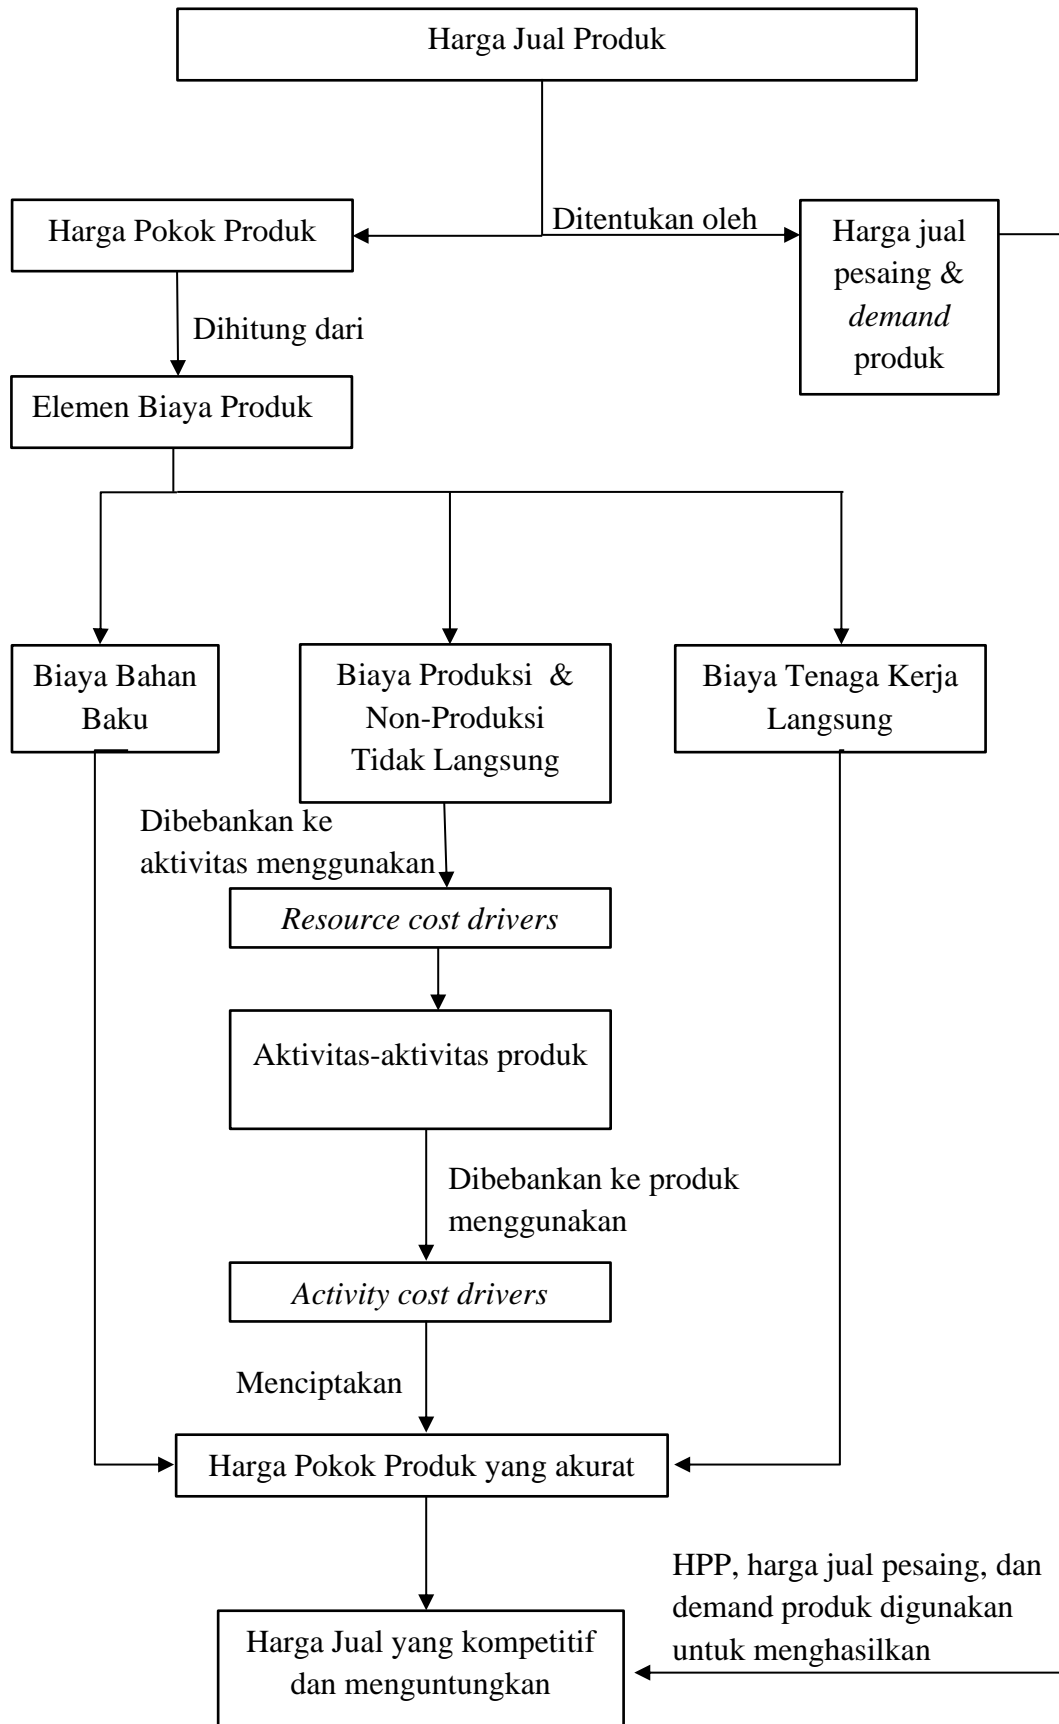 Harga Jual Produk
Ditentukan oleh
Harga Pokok Produk
Harga jual
pesaing &
demand
produk
Dihitung dari
Elemen Biaya Produk
Biaya Bahan
Baku
Biaya Produksi &
Non-Produksi
Tidak Langsung
Biaya Tenaga Kerja
Langsung
Dibebankan ke
aktivitas menggunakan
Resource cost drivers
Aktivitas-aktivitas produk
Dibebankan ke produk
menggunakan
Activity cost drivers
Menciptakan
Harga Pokok Produk yang akurat
HPP, harga jual pesaing, dan
demand produk digunakan
untuk menghasilkan
Harga Jual yang kompetitif
dan menguntungkan